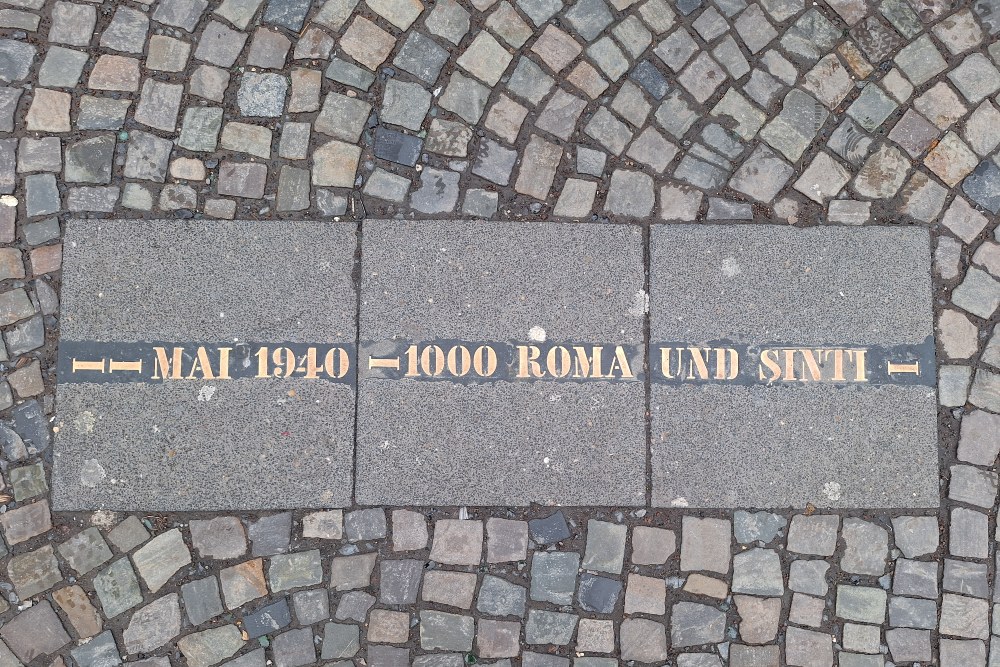 MAI 1940 – 1000 ROMA UND SINTI